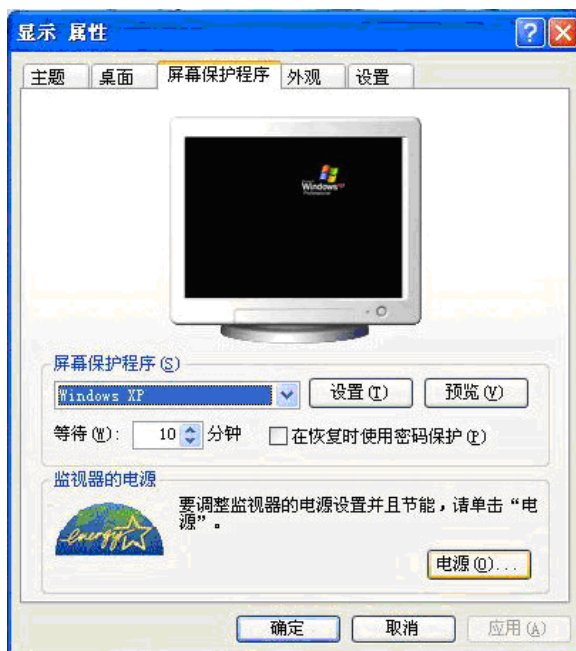 显示 属性
主题 桌面 屏幕保护程序 外观 设置
Windows xp
屏幕保护程序(S)
Windows XP 设置(T) 预览(V)
等待(W): 10 分钟 在恢复时使用密码保护(P)
监视器的电源
energy
要调整监视器的电源设置并且节能，请单击“电
源”。
电源(O)...
确定 取消 应用(A)